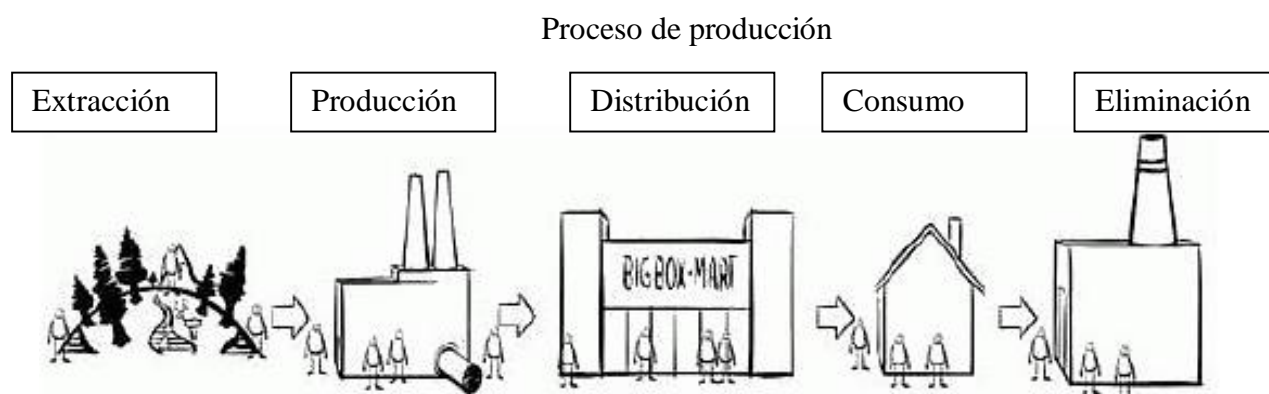 Proceso de producción
Extracción
Producción
Distribución
Consumo
Eliminación
BIGBOX-MART